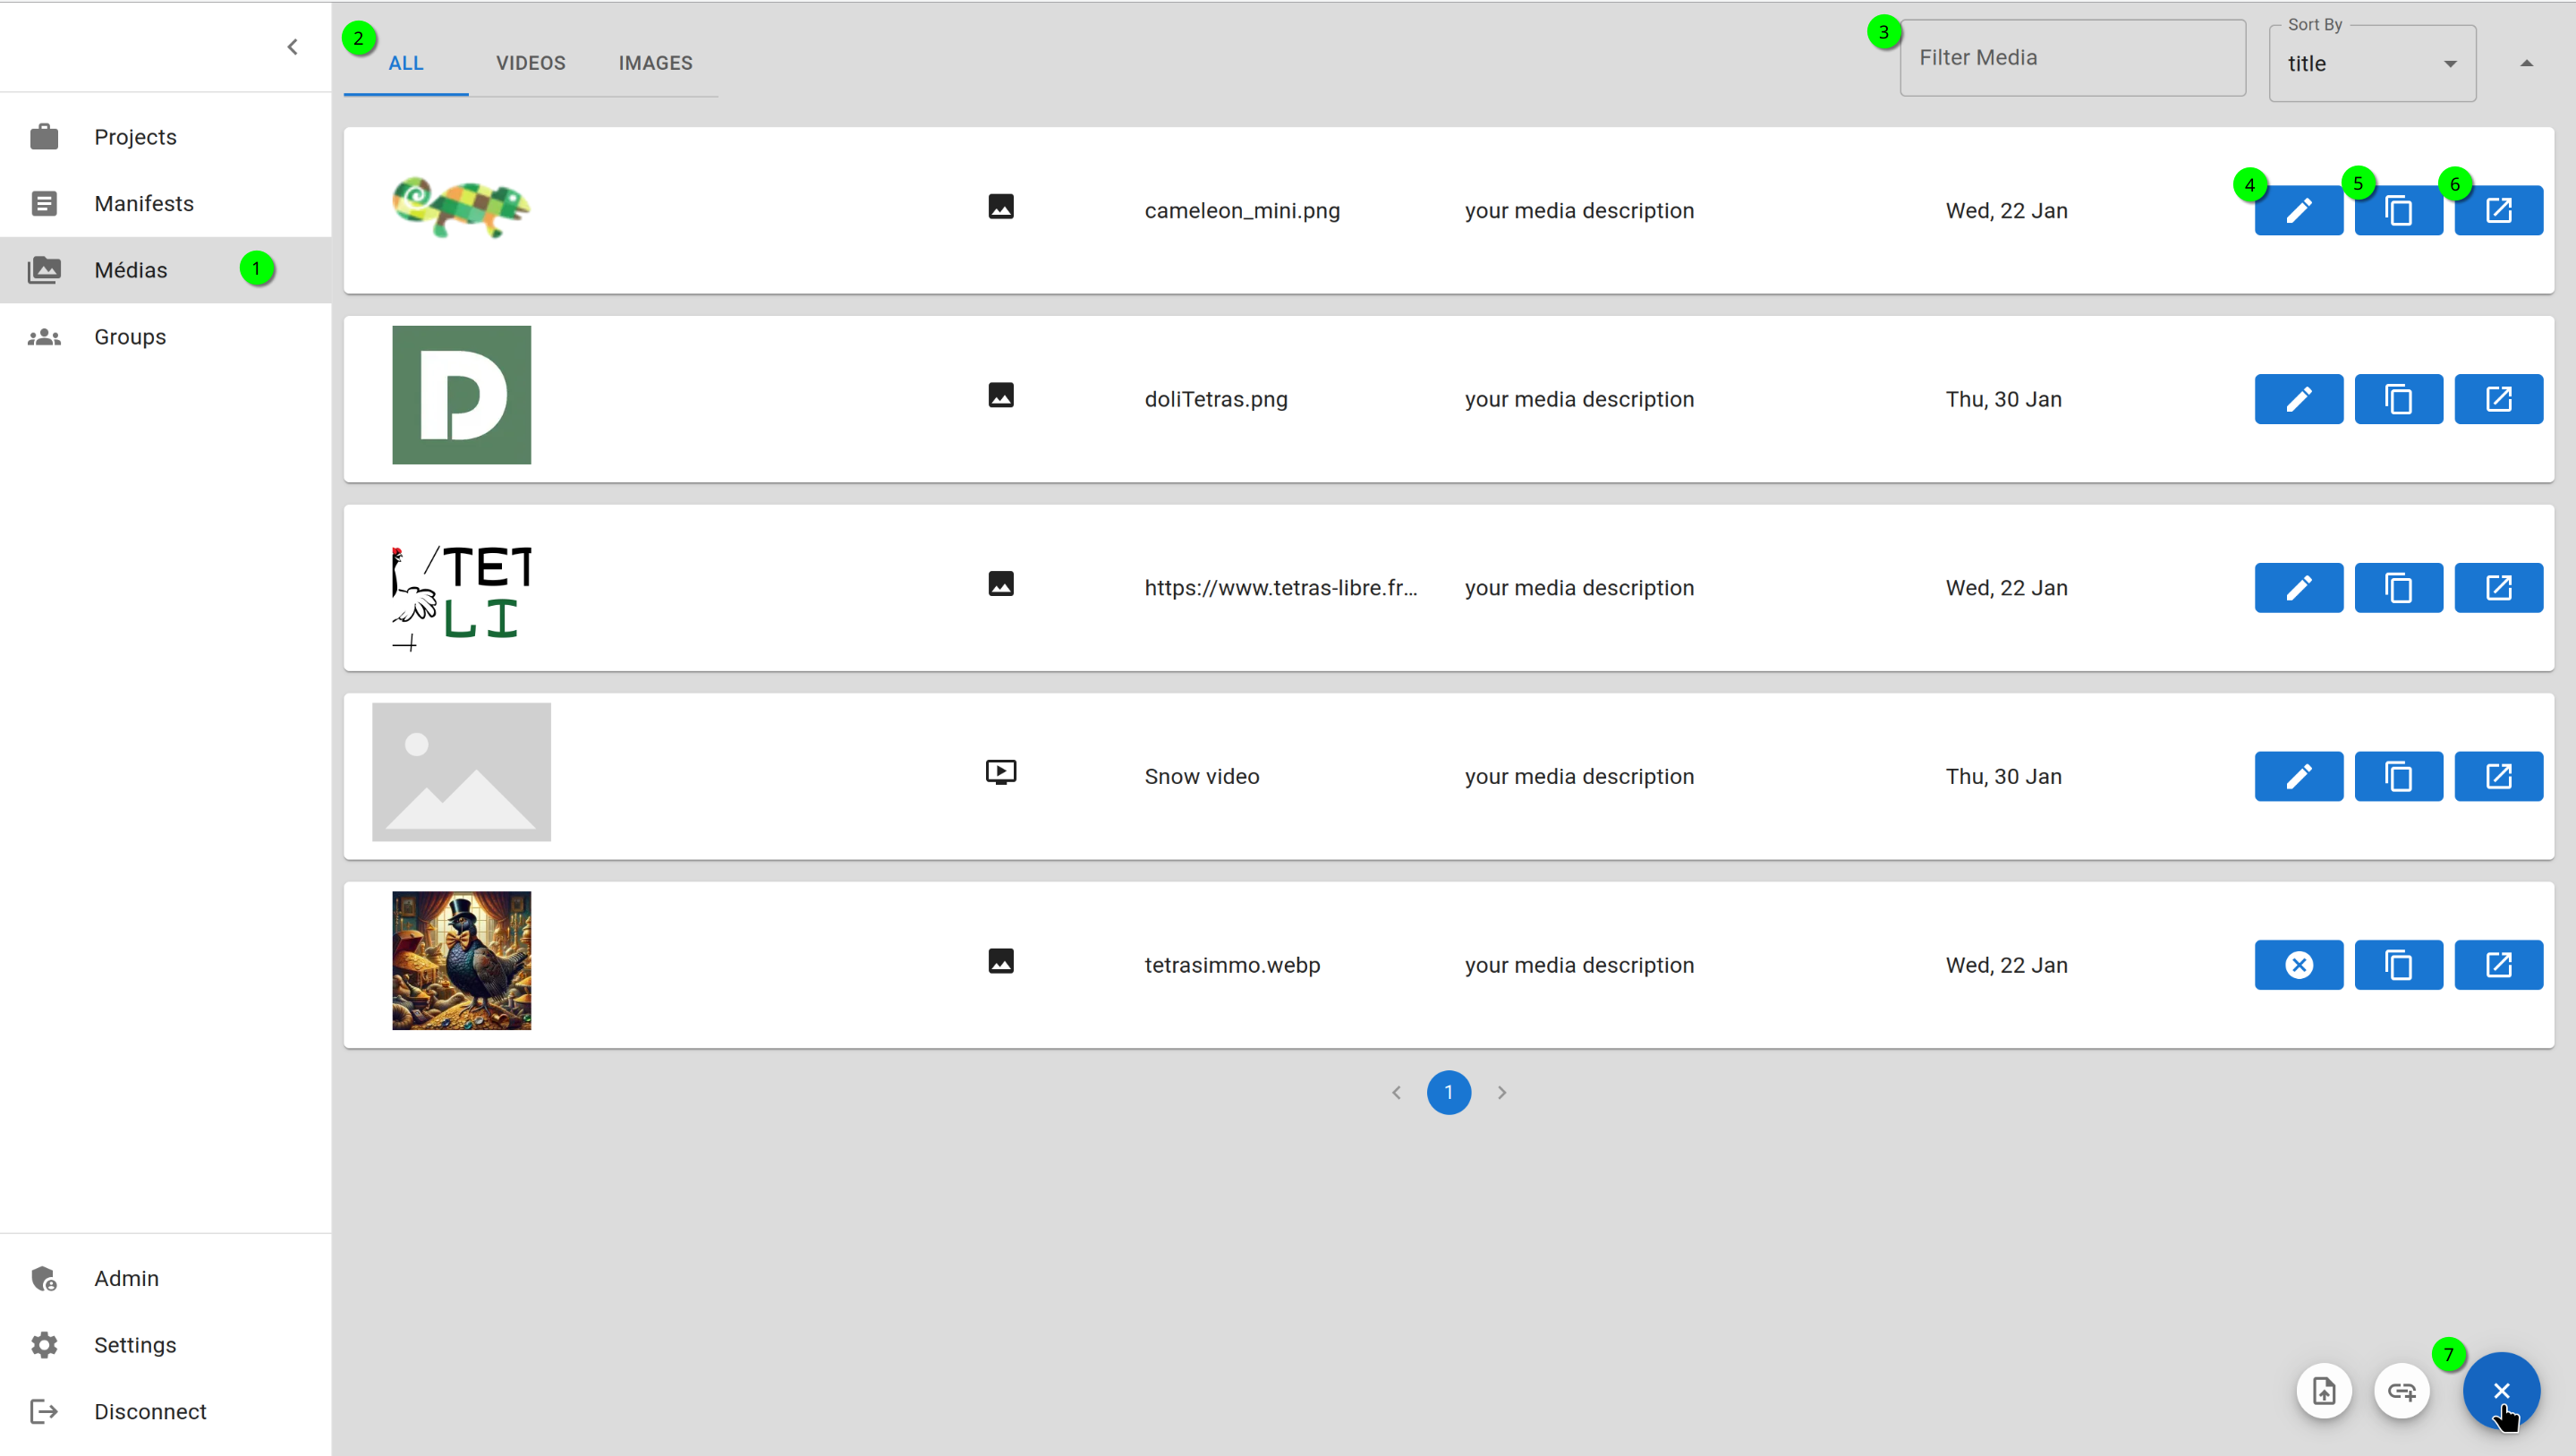 2
ALL VIDEOS IMAGES
3
Filter Media
Sort By
title
Projects
Manifests
Médias 1
Groups
4 5 6
cameleon_mini.png your media description Wed, 22 Jan
D
doliTetras.png your media description Thu, 30 Jan
TET
LI
https://www.tetras-libre.fr... your media description Wed, 22 Jan
Snow video your media description Thu, 30 Jan
tetrasimmo.webp your media description Wed, 22 Jan
1
Admin
Settings
Disconnect
7